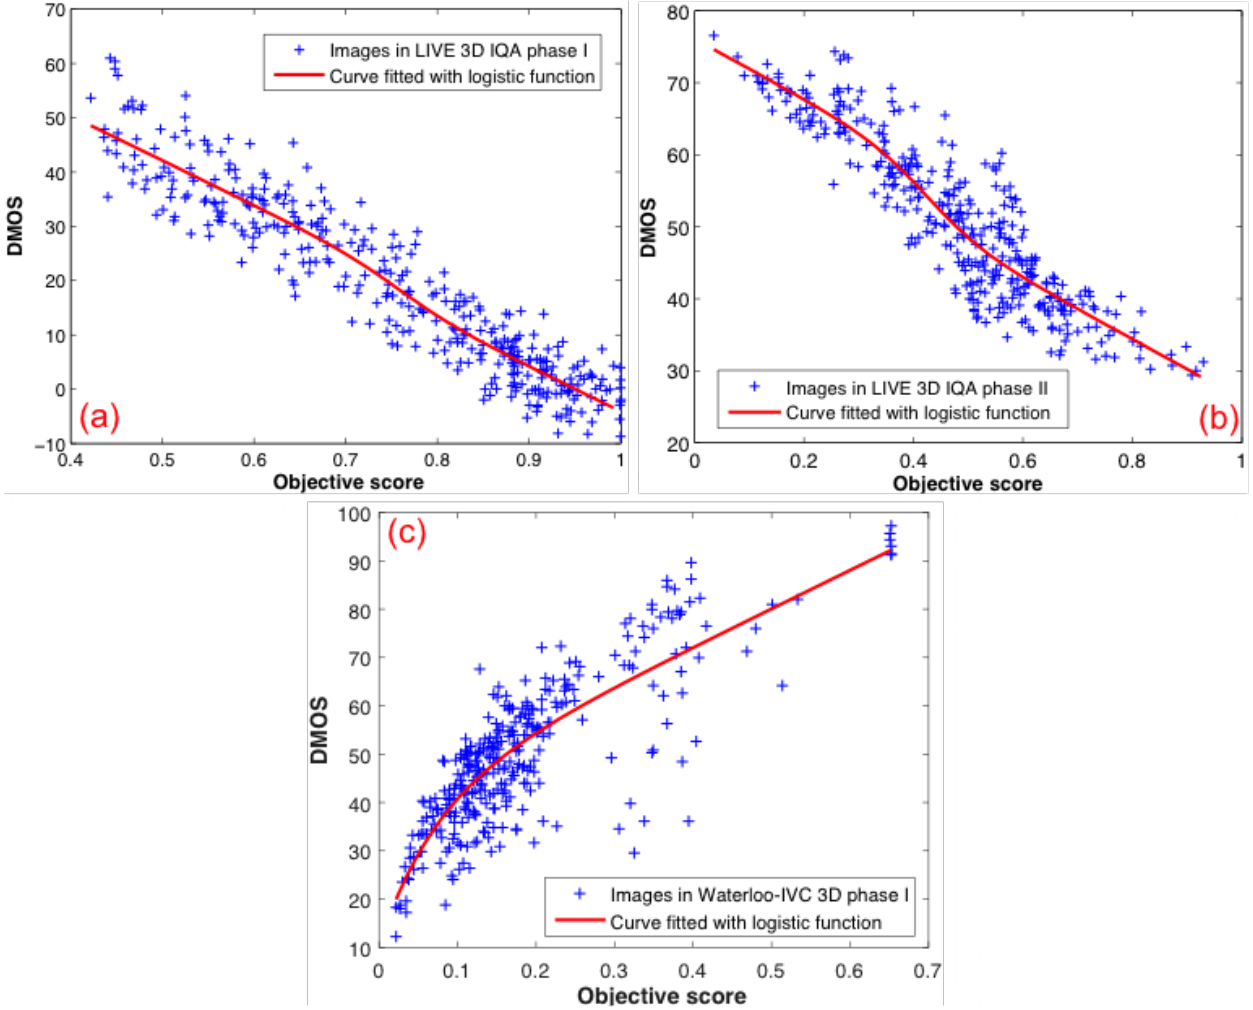 70
60
50
40
30
20
10
0
−10
DMOS
Images in LIVE 3D IQA phase I
Curve fitted with logistic function
(a)
0.4 0.5 0.6 0.7 0.8 0.9 1
Objective score
80
70
60
50
40
30
20
DMOS
Images in LIVE 3D IQA phase II
Curve fitted with logistic function
(b)
0 0.2 0.4 0.6 0.8 1
Objective score
100
90
80
70
60
50
40
30
20
10
DMOS
(c)
Images in Waterloo-IVC 3D phase I
Curve fitted with logistic function
0 0.1 0.2 0.3 0.4 0.5 0.6 0.7
Objective score